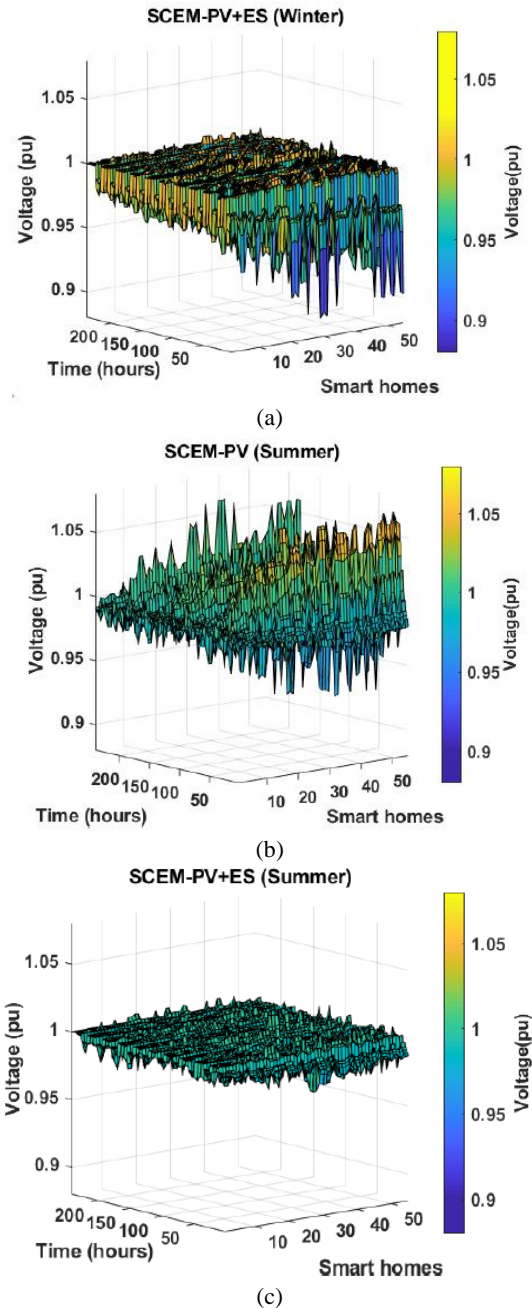 SCEM-PV+ES (Winter)
1.05
1
0.95
0.9
Voltage (pu)
200
150
100
50
Time (hours)
10
20
30
40
50
Smart homes
1.05
1
0.95
0.9
Voltage(pu)
(a)
SCEM-PV (Summer)
1.05
1
0.95
0.9
Voltage (pu)
200
150
100
50
Time (hours)
10
20
30
40
50
Smart homes
1.05
1
0.95
0.9
Voltage(pu)
(b)
SCEM-PV+ES (Summer)
1.05
1
0.95
0.9
Voltage (pu)
200
150
100
50
Time (hours)
10
20
30
40
50
Smart homes
1.05
1
0.95
0.9
Voltage(pu)
(c)